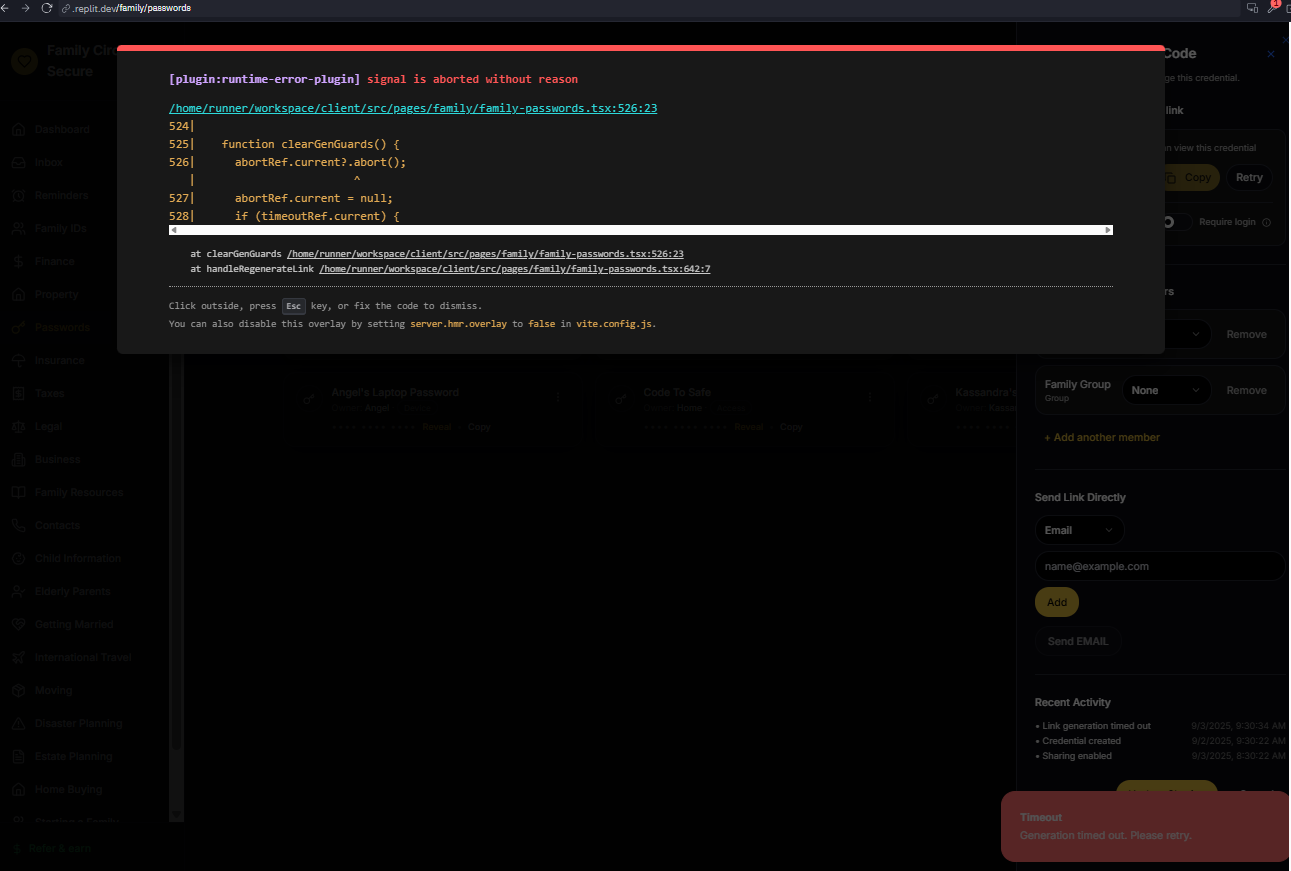 .replit.dev/family/passwords
1
Family Circ
Secure
[plugin:runtime-error-plugin] signal is aborted without reason
/home/runner/workspace/client/src/pages/family/family-passwords.tsx:526:23
524|
525|    function clearGenGuards() {
526|      abortRef.current?.abort();
|                        ^
527|      abortRef.current = null;
528|      if (timeoutRef.current) {
at clearGenGuards /home/runner/workspace/client/src/pages/family/family-passwords.tsx:526:23
at handleRegenerateLink /home/runner/workspace/client/src/pages/family/family-passwords.tsx:642:7
Click outside, press Esc key, or fix the code to dismiss.
You can also disable this overlay by setting server.hmr.overlay to false in vite.config.js.
Dashboard
Inbox
Reminders
Family IDs
Finance
Property
Passwords
Insurance
Taxes
Legal
Business
Family Resources
Contacts
Child Information
Elderly Parents
Getting Married
International Travel
Moving
Disaster Planning
Estate Planning
Home Buying
Starting a Family
Refer & earn
Angel's Laptop Password
Angel
Reveal • Copy
Code To Safe
Home
Reveal • Copy
Kassandra's
Code
ge this credential.
link
n view this credential
Copy
Retry
Require login
rs
Remove
Family Group
Group
None
Remove
+ Add another member
Send Link Directly
Email
name@example.com
Add
Send EMAIL
Recent Activity
• Link generation timed out 9/3/2025, 9:30:34 AM
• Credential created 9/2/2025, 9:30:22 AM
• Sharing enabled 9/3/2025, 8:30:22 AM
Timeout
Generation timed out. Please retry.